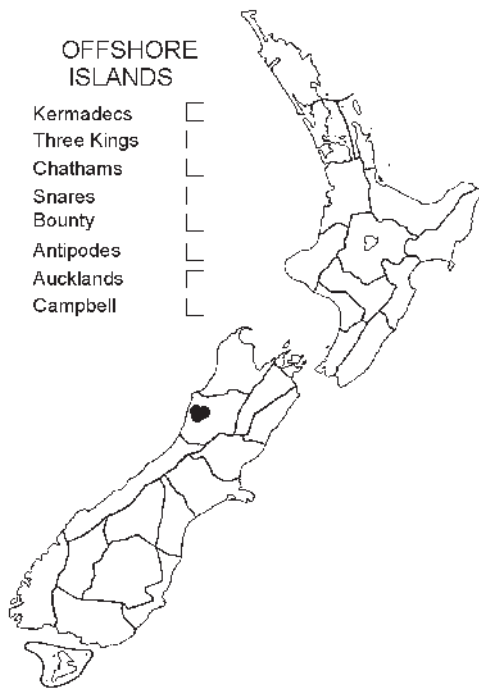 OFFSHORE
ISLANDS
Kermadecs
Three Kings
Chathams
Snares
Bounty
Antipodes
Aucklands
Campbell